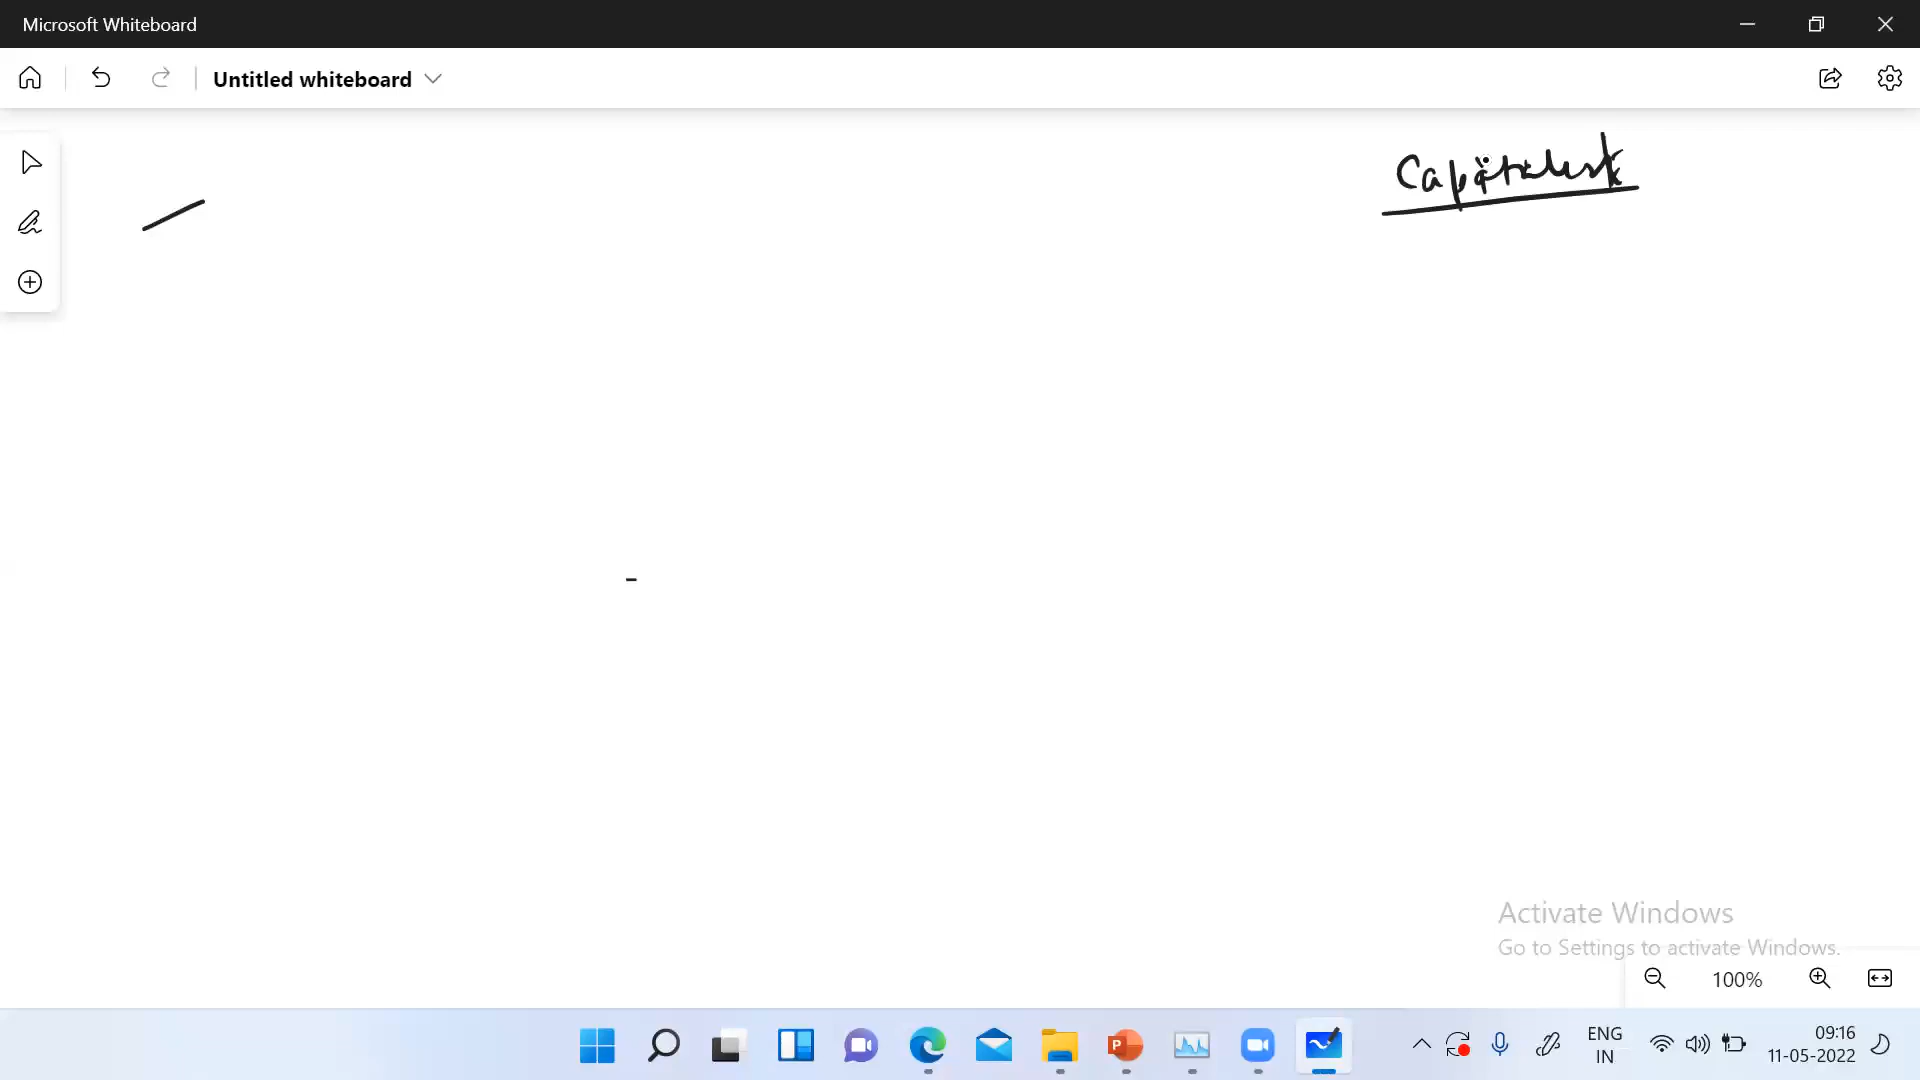 Microsoft Whiteboard
Untitled whiteboard
Capitalist
Activate Windows
Go to Settings to activate Windows.
100%
P
ENG
IN
09:16
11-05-2022